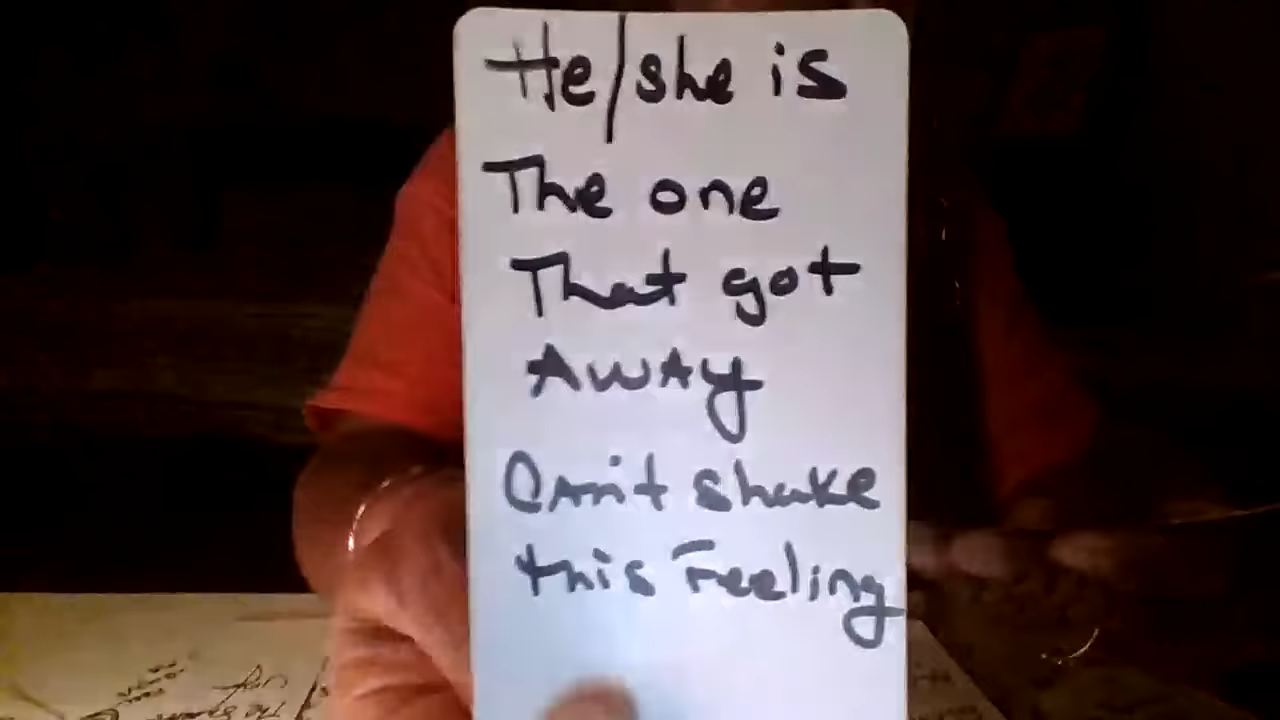 He/she is
The one
That got
AWAy
Can't shake
this Feeling